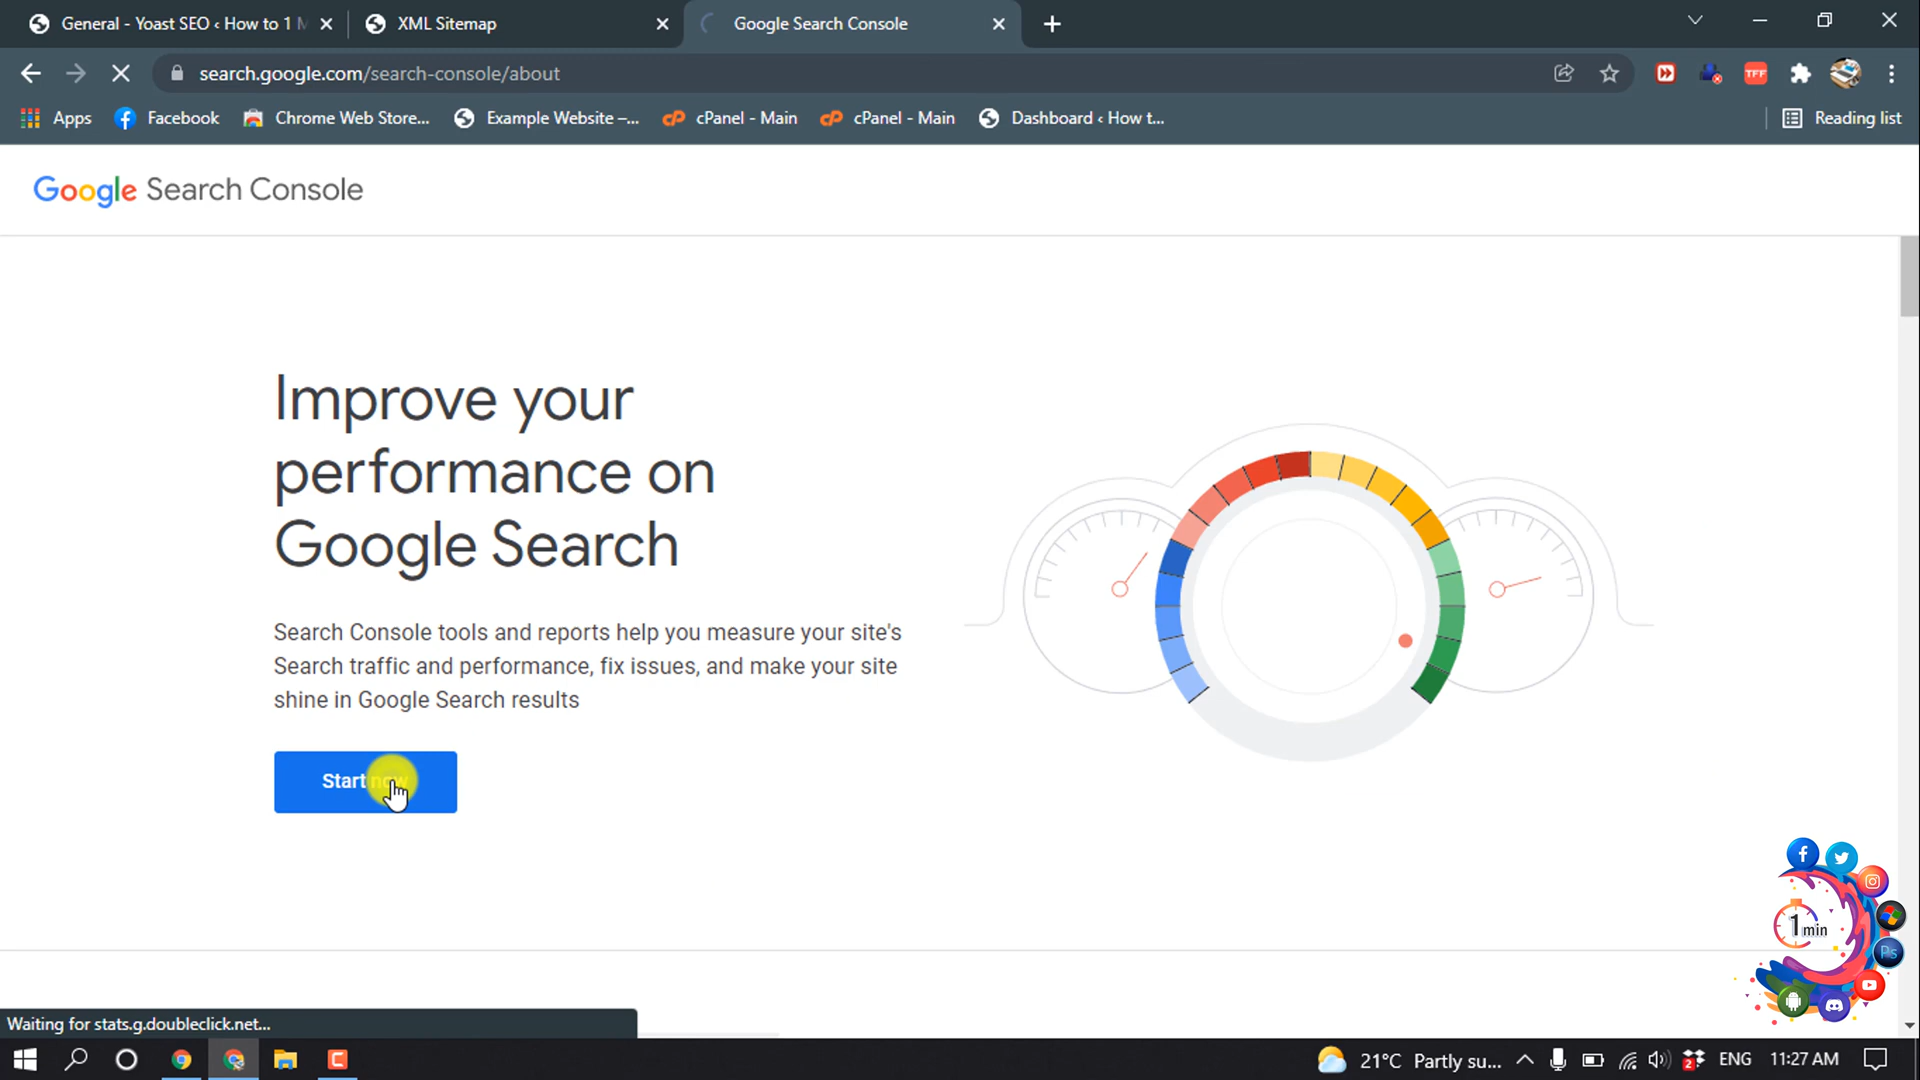 General - Yoast SEO ‹ How to 1 M
XML Sitemap
Google Search Console
search.google.com/search-console/about
Apps
Facebook
Chrome Web Store...
Example Website –...
cPanel - Main
cPanel - Main
Dashboard ‹ How t...
Reading list
TFF
Google Search Console
Improve your
performance on
Google Search
Search Console tools and reports help you measure your site's
Search traffic and performance, fix issues, and make your site
shine in Google Search results
Start now
1 min
Ps
Waiting for stats.g.doubleclick.net...
21°C Partly su...
2
ENG
11:27 AM